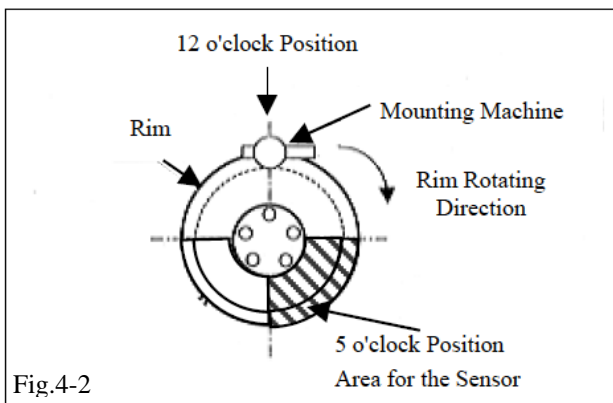 12 o'clock Position
Mounting Machine
Rim
Rim Rotating
Direction
5 o'clock Position
Area for the Sensor
Fig.4-2